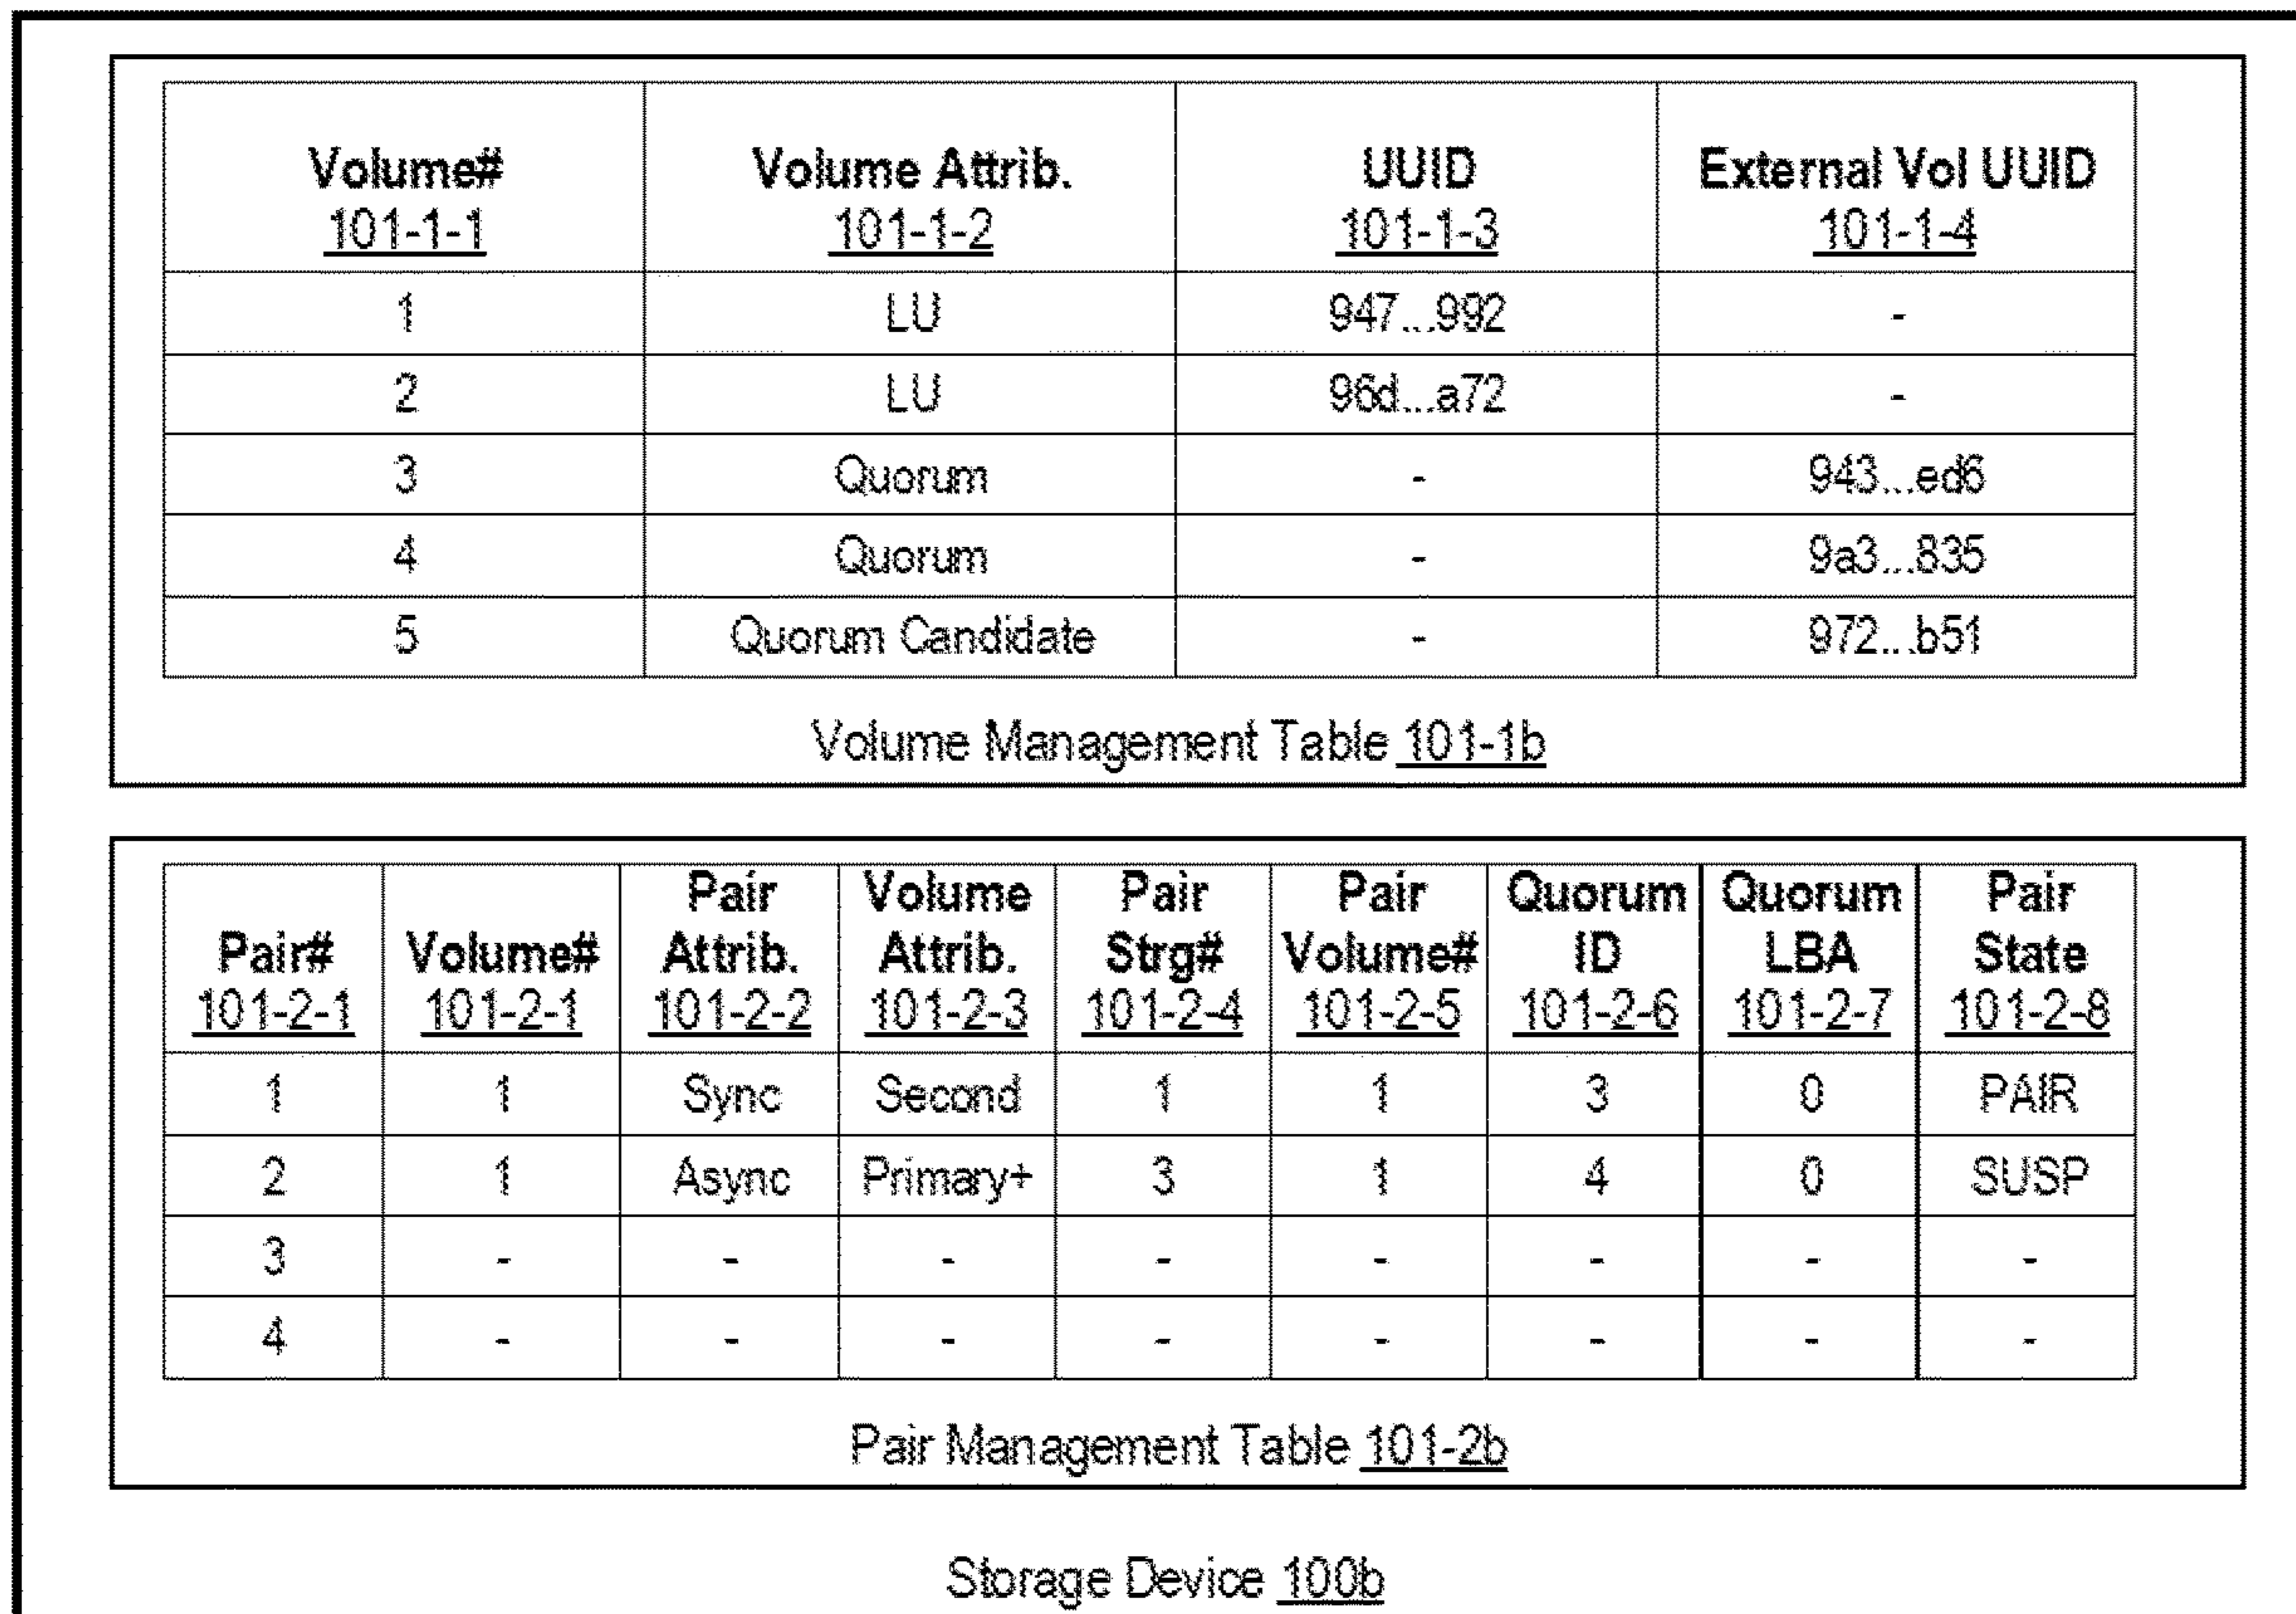 Volume# Volume Attrib. UUID External Vol UUID
101-1-1 101-1-2 101-1-3 101-1-4
1 LU 947...992 -
2 LU 96d...a72 -
3 Quorum - 943...ed6
4 Quorum - 9a3...835
5 Quorum Candidate - 972...b51
Volume Management Table 101-1b
Pair Volume Pair Pair Quorum Quorum Pair
Pair# Volume# Attrib. Attrib. Strg# Volume# ID LBA State
101-2-1 101-2-1 101-2-2 101-2-3 101-2-4 101-2-5 101-2-6 101-2-7 101-2-8
1 1 Sync Second 1 1 3 0 PAIR
2 1 Async Primary+ 3 1 4 0 SUSP
3 - - - - - - - -
4 - - - - - - - -
Pair Management Table 101-2b
Storage Device 100b